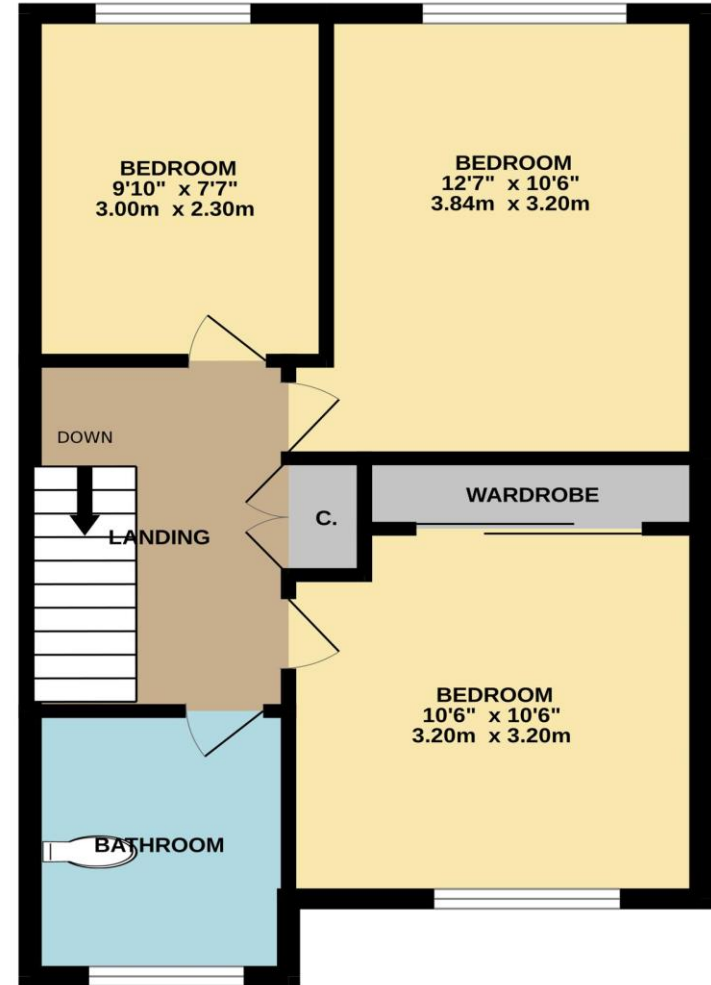 BEDROOM
9'10" x 7'7"
3.00m x 2.30m
BEDROOM
12'7" x 10'6"
3.84m x 3.20m
DOWN
LANDING
C.
WARDROBE
BEDROOM
10'6" x 10'6"
3.20m x 3.20m
BATHROOM